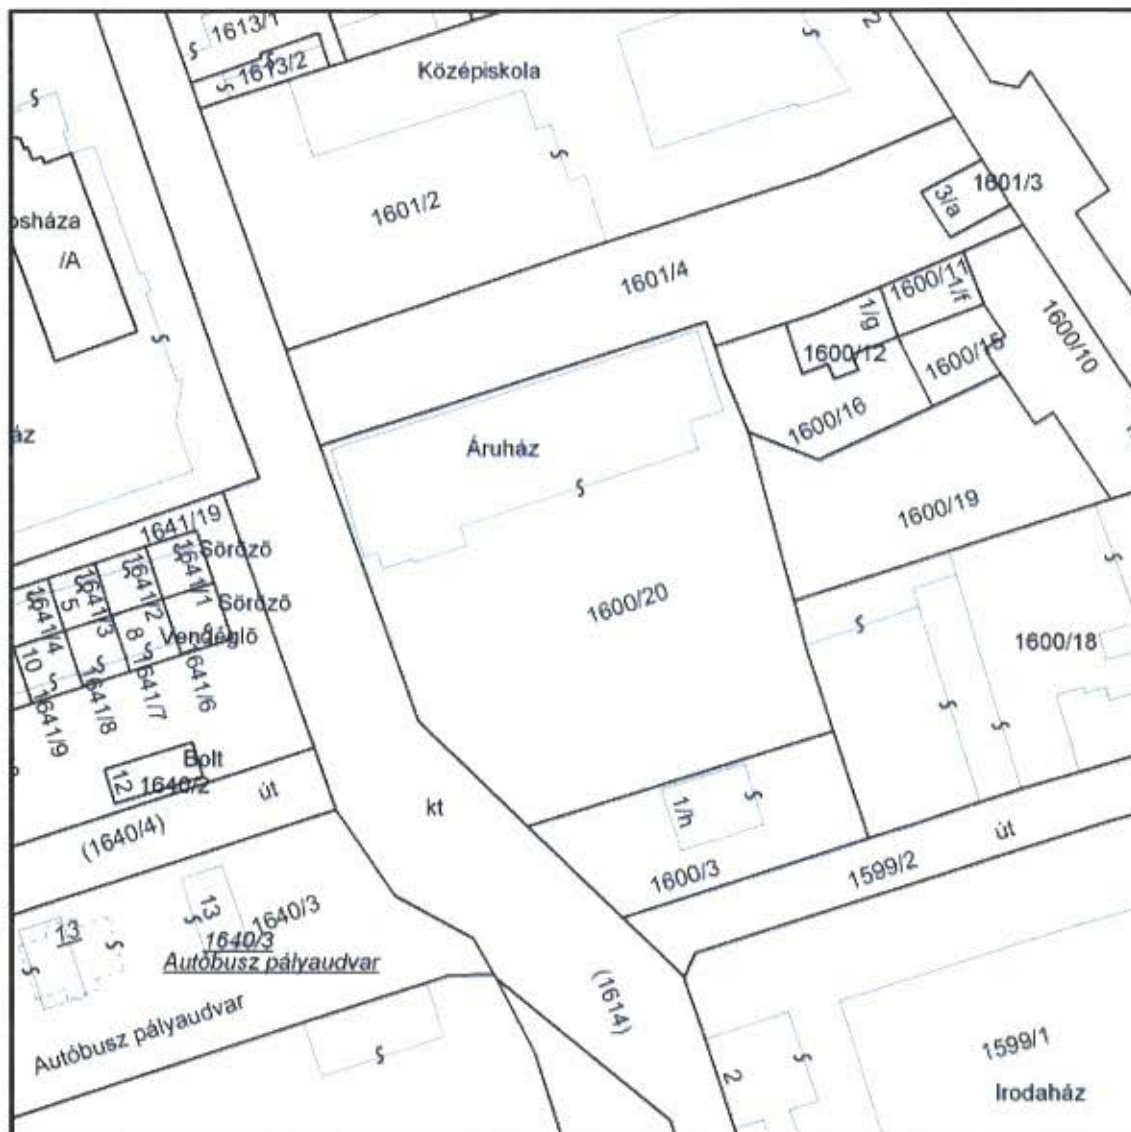 1613/1
2
1613/2
Középiskola
1601/3
3/a
1601/2
osháza
/A
1601/4
1600/11
1/f
1/g
1600/12
1600/10
1600/15
1600/16
áz
Áruház
1600/19
1641/19
Söröző
1641/1
1641/2
1641/3
5
1641/4
Söröző
8
Vendéglő
10
1641/6
1641/7
1641/8
1641/9
1600/20
1600/18
Bolt
12
1640/2
út
(1640/4)
kt
1/h
út
1600/3
1599/2
13
1640/3
13
1640/3
Autóbusz pályaudvar
Autóbusz pályaudvar
(1614)
2
1599/1
Irodaház